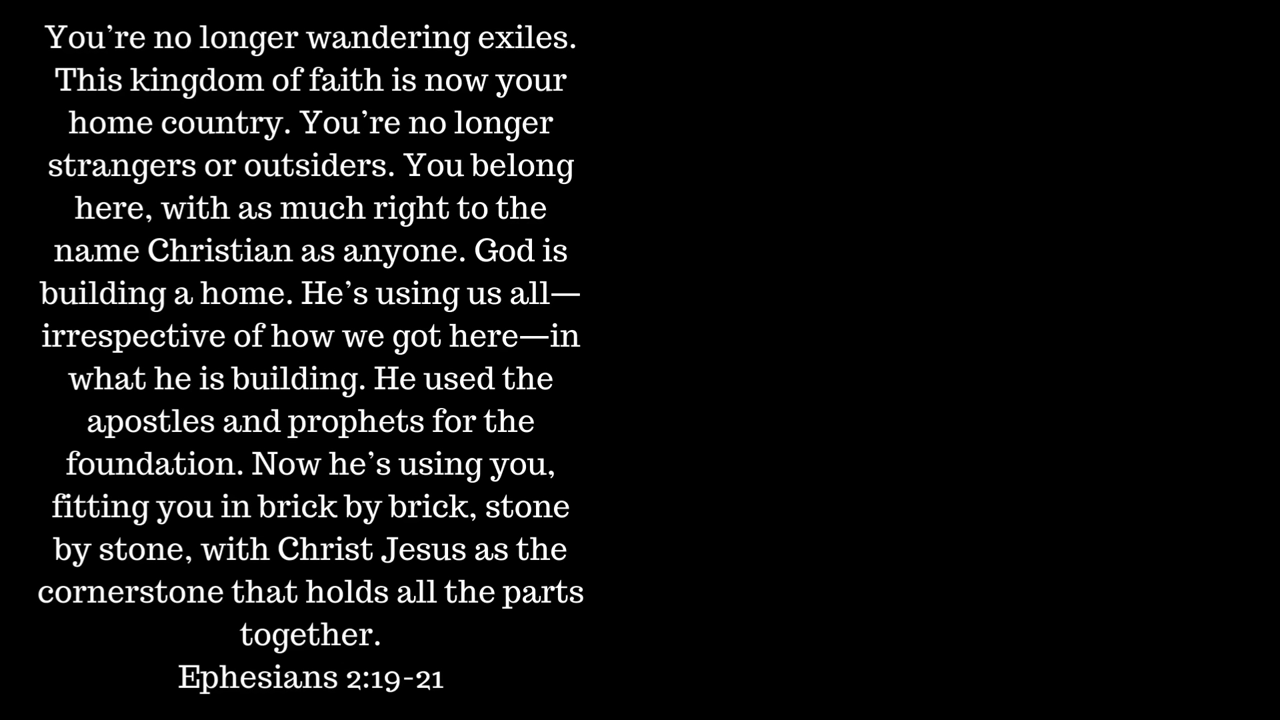 You’re no longer wandering exiles.
This kingdom of faith is now your
home country. You’re no longer
strangers or outsiders. You belong
here, with as much right to the
name Christian as anyone. God is
building a home. He’s using us all—
irrespective of how we got here—in
what he is building. He used the
apostles and prophets for the
foundation. Now he’s using you,
fitting you in brick by brick, stone
by stone, with Christ Jesus as the
cornerstone that holds all the parts
together.
Ephesians 2:19-21